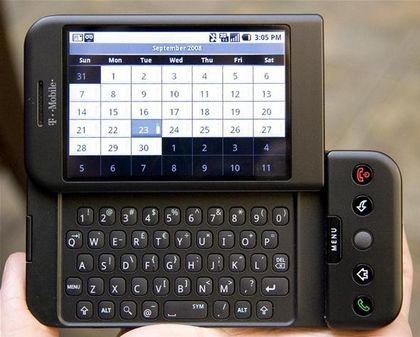 3:05 PM
September 2008
Sun Mon Tue Wed Thu Fri Sat
31 1 2 3 4 5 6
7 8 9 10 11 12 13
14 15 16 17 18 19 20
21 22 23 24 25 26 27
28 29 30 1 2 3 4
5 6 7 8 9 10 11
T··Mobile·
MENU
1 ! 2 @ 3 # 4 $ 5 % 6 ^ 7 & 8 * 9 ( 0 )
Q W E R T Y U I O P
A S D F G H J K L DEL
MENU Z X C V B N M
ALT @ SYM / ? ALT